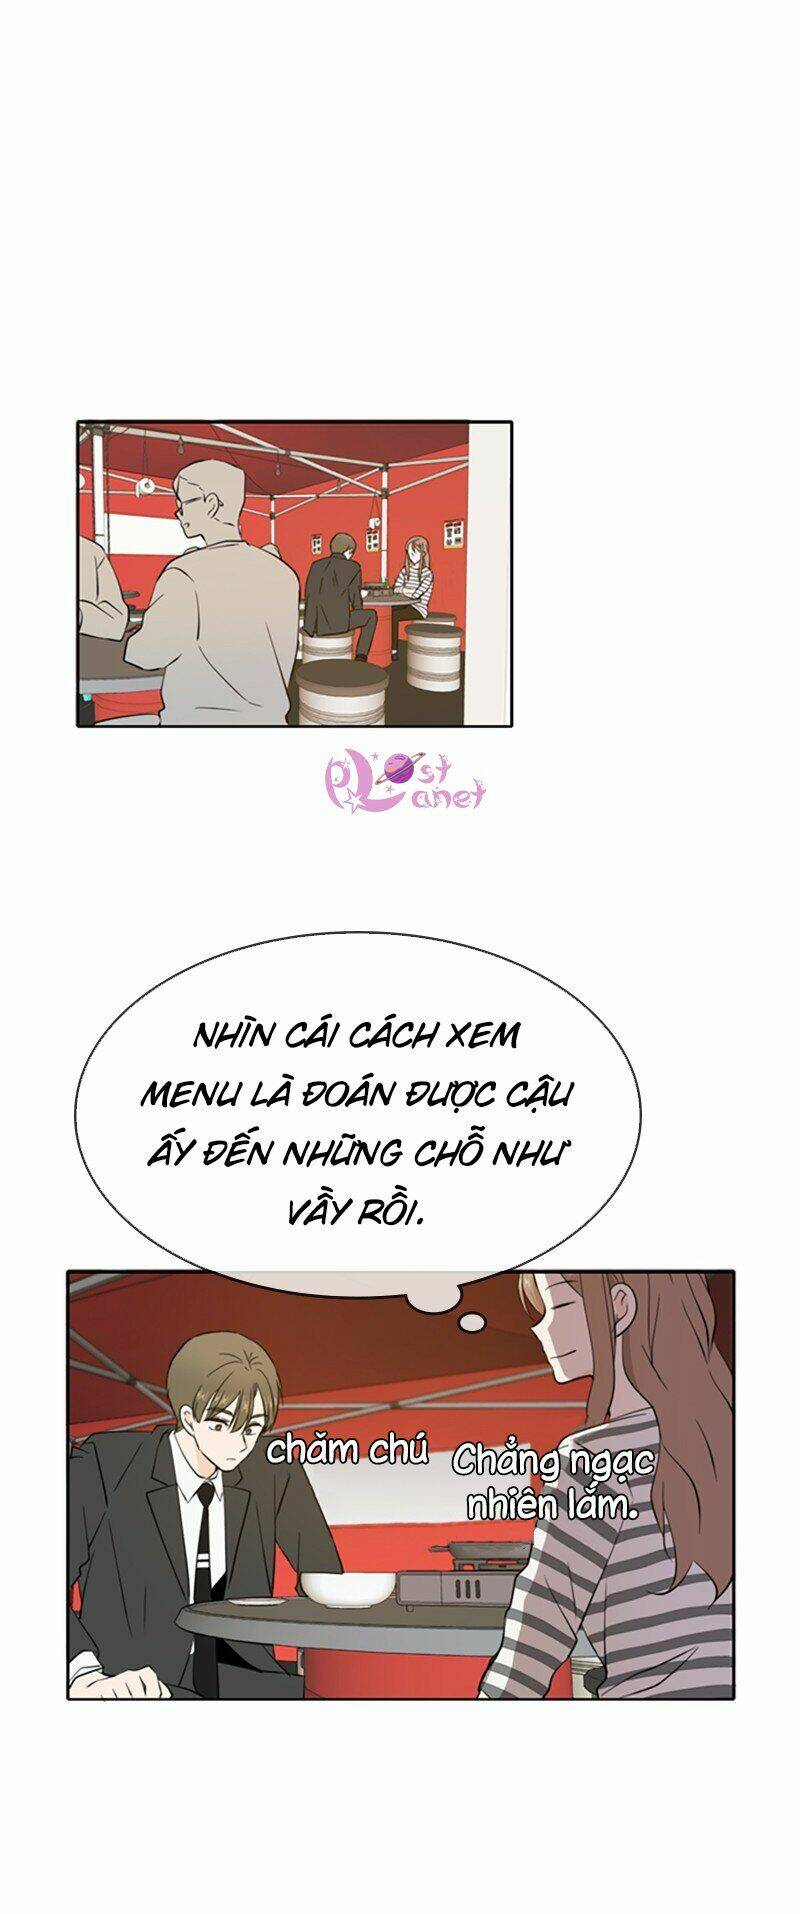 Lost
Planet
NHÌN CÁI CÁCH XEM
MENU LÀ ĐOÁN ĐƯỢC CẬU
ẤY ĐẾN NHỮNG CHỖ NHƯ
VẦY RỒI.
chăm chú
Chẳng ngạc
nhiên lắm.